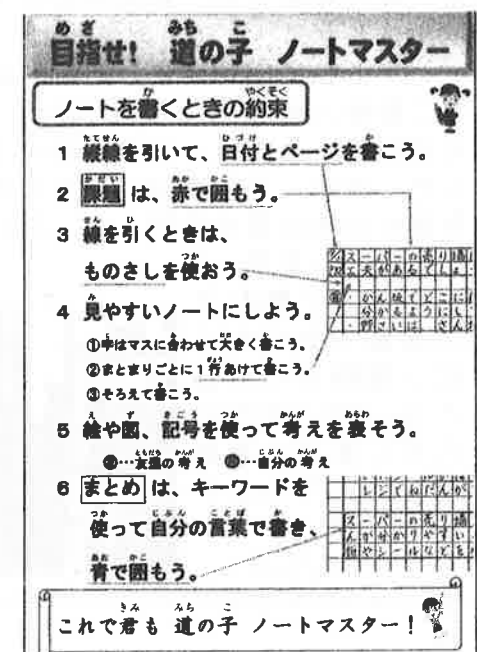 目指せ! 道の子 ノートマスター
ノートを書くときの約束
1 縦線を引いて、日付とページを書こう。
2 課題 は、赤で囲もう。
3 線を引くときは、
ものさしを使おう。
4 見やすいノートにしよう。
①字はマスに合わせて大きく書こう。
②まとまりごとに1行あけて書こう。
③そろえて書こう。
5 絵や図、記号を使って考えを表そう。
…友達の考え …自分の考え
6 まとめ は、キーワードを
使って自分の言葉で書き、
青で囲もう。
スーパーの売り場
これで君も 道の子 ノートマスター!